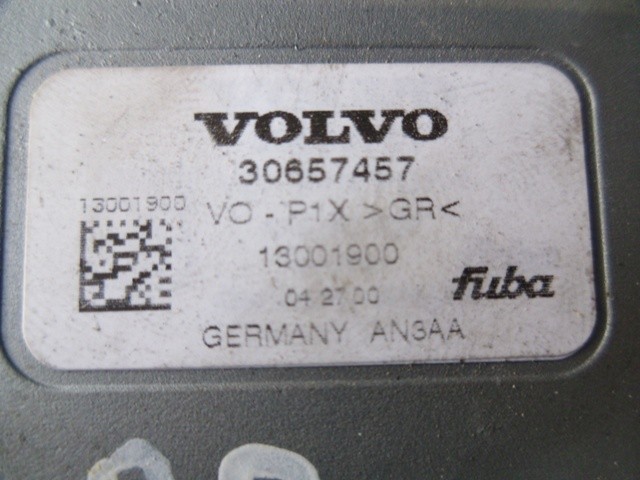 VOLVO
30657457
13001900
VO - P1X >GR<
13001900
04 27 00
fuba
GERMANY AN3AA